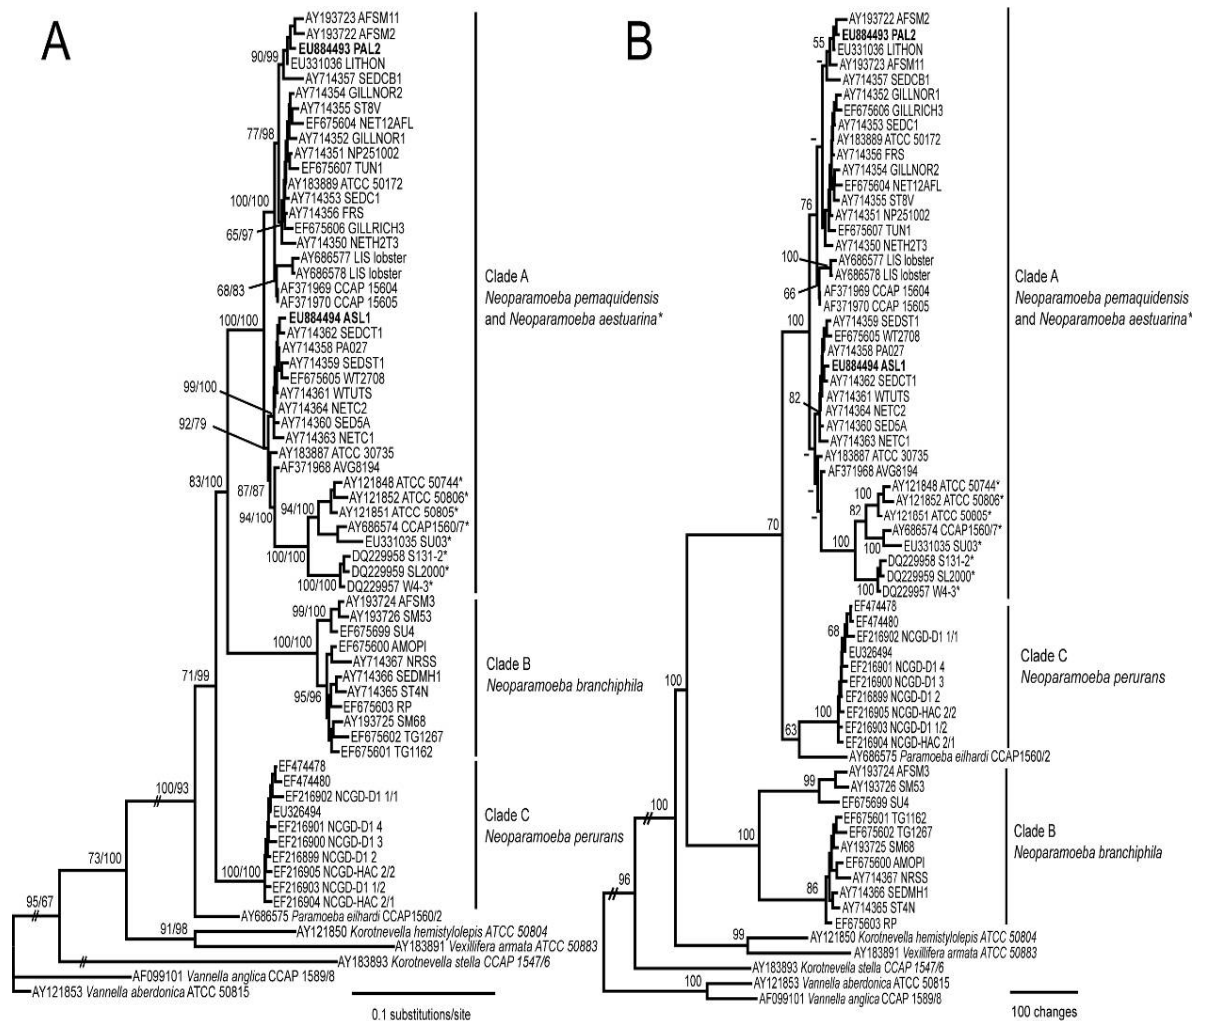 A
AY193723 AFSM11
AY193722 AFSM2
EU884493 PAL2
90/99
EU331036 LITHON
AY714357 SEDCB1
AY714354 GILLNOR2
AY714355 ST8V
EF675604 NET12AFL
77/98
AY714352 GILLNOR1
AY714351 NP251002
EF675607 TUN1
AY183889 ATCC 50172
100/100
AY714353 SEDC1
AY714356 FRS
65/97
EF675606 GILLRICH3
AY714350 NETH2T3
AY686577 LIS lobster
AY686578 LIS lobster
68/83
AF371969 CCAP 15604
AF371970 CCAP 15605
100/100
EU884494 ASL1
AY714362 SEDCT1
AY714358 PA027
AY714359 SEDST1
EF675605 WT2708
99/100
AY714361 WTUTS
AY714364 NETC2
92/79
AY714360 SED5A
AY714363 NETC1
AY183887 ATCC 30735
AF371968 AVG8194
83/100
87/87
AY121848 ATCC 50744*
AY121852 ATCC 50806*
94/100
94/100
AY121851 ATCC 50805*
AY686574 CCAP1560/7*
EU331035 SU03*
100/100
DQ229958 S131-2*
DQ229959 SL2000*
100/100
DQ229957 W4-3*
Clade A
Neoparamoeba pemaquidensis
and Neoparamoeba aestuarina*
AY193724 AFSM3
99/100
AY193726 SM53
EF675699 SU4
100/100
EF675600 AMOPI
AY714367 NRSS
71/99
AY714366 SEDMH1
95/96
AY714365 ST4N
EF675603 RP
AY193725 SM68
EF675602 TG1267
EF675601 TG1162
Clade B
Neoparamoeba branchiphila
EF474478
EF474480
100/93
EF216902 NCGD-D1 1/1
EU326494
EF216901 NCGD-D1 4
EF216900 NCGD-D1 3
EF216899 NCGD-D1 2
73/100
100/100
EF216905 NCGD-HAC 2/2
EF216903 NCGD-D1 1/2
EF216904 NCGD-HAC 2/1
Clade C
Neoparamoeba perurans
95/67
AY686575 Paramoeba eilhardi CCAP1560/2
91/98
AY121850 Korotnevella hemistylolepis ATCC 50804
AY183891 Vexillifera armata ATCC 50883
AY183893 Korotnevella stella CCAP 1547/6
AF099101 Vannella anglica CCAP 1589/8
AY121853 Vannella aberdonica ATCC 50815
0.1 substitutions/site
B
AY193722 AFSM2
EU884493 PAL2
55
EU331036 LITHON
-
AY193723 AFSM11
AY714357 SEDCB1
AY714352 GILLNOR1
EF675606 GILLRICH3
AY714353 SEDC1
-
AY183889 ATCC 50172
AY714356 FRS
AY714354 GILLNOR2
EF675604 NET12AFL
76
AY714355 ST8V
AY714351 NP251002
EF675607 TUN1
AY714350 NETH2T3
100
AY686577 LIS lobster
AY686578 LIS lobster
66
AF371969 CCAP 15604
AF371970 CCAP 15605
100
AY714359 SEDST1
EF675605 WT2708
AY714358 PA027
EU884494 ASL1
AY714362 SEDCT1
82
AY714361 WTUTS
AY714364 NETC2
AY714360 SED5A
AY714363 NETC1
-
AY183887 ATCC 30735
AF371968 AVG8194
-
100
AY121848 ATCC 50744*
AY121852 ATCC 50806*
82
-
AY121851 ATCC 50805*
AY686574 CCAP1560/7*
70
100
100
EU331035 SU03*
DQ229958 S131-2*
DQ229959 SL2000*
100
DQ229957 W4-3*
Clade A
Neoparamoeba pemaquidensis
and Neoparamoeba aestuarina*
EF474478
EF474480
68
EF216902 NCGD-D1 1/1
EU326494
EF216901 NCGD-D1 4
100
EF216900 NCGD-D1 3
EF216899 NCGD-D1 2
100
EF216905 NCGD-HAC 2/2
63
EF216903 NCGD-D1 1/2
EF216904 NCGD-HAC 2/1
Clade C
Neoparamoeba perurans
AY686575 Paramoeba eilhardi CCAP1560/2
AY193724 AFSM3
99
AY193726 SM53
EF675699 SU4
100
EF675601 TG1162
EF675602 TG1267
100
AY193725 SM68
EF675600 AMOPI
AY714367 NRSS
96
86
AY714366 SEDMH1
AY714365 ST4N
EF675603 RP
Clade B
Neoparamoeba branchiphila
99
AY121850 Korotnevella hemistylolepis ATCC 50804
AY183891 Vexillifera armata ATCC 50883
AY183893 Korotnevella stella CCAP 1547/6
100
AY121853 Vannella aberdonica ATCC 50815
AF099101 Vannella anglica CCAP 1589/8
100 changes